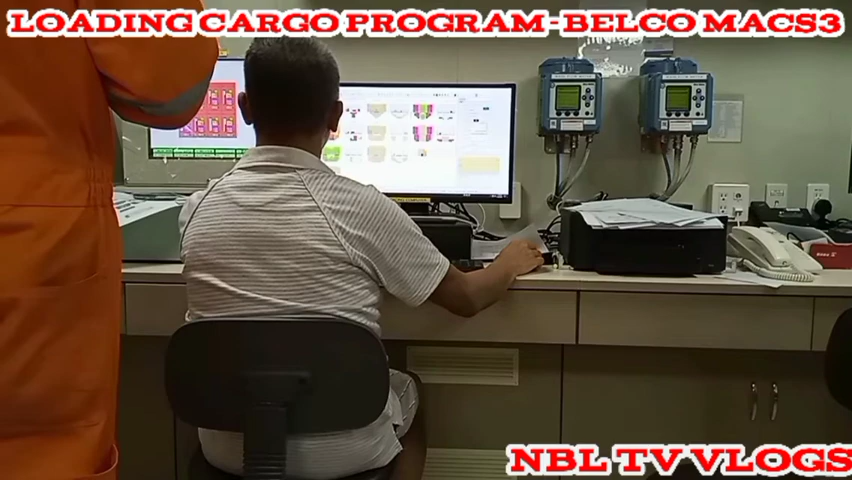 LOADING CARGO PROGRAM - BELCO MACS3
NBL TV VLOGS